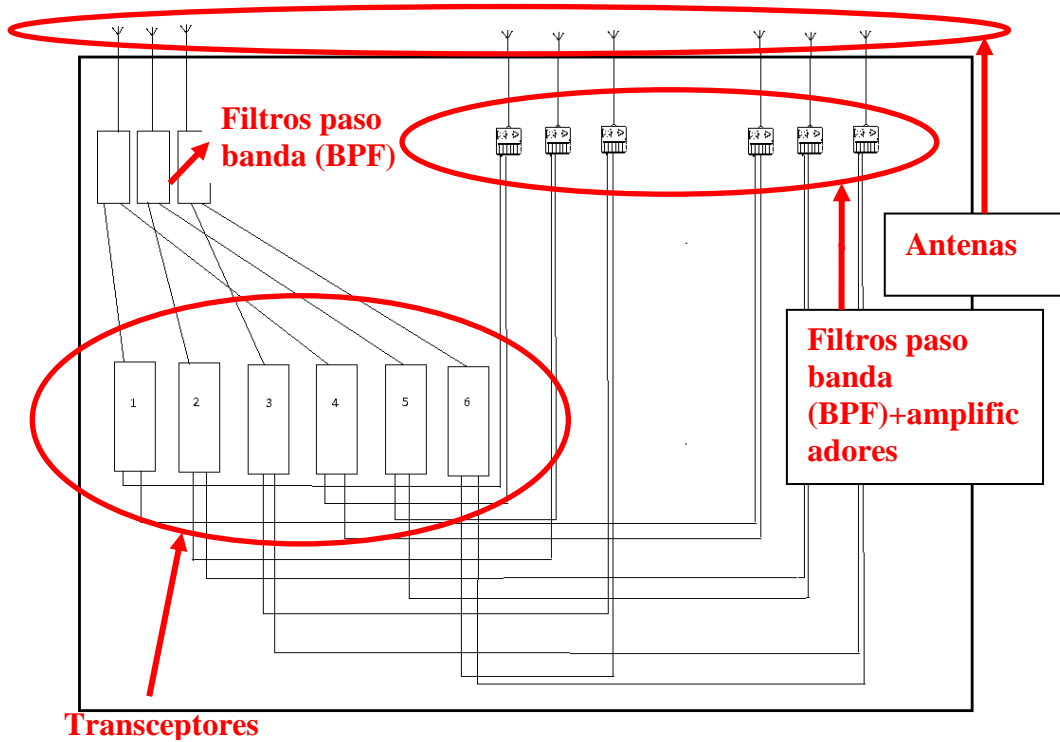 Filtros paso
banda (BPF)
Antenas
Filtros paso
banda
(BPF)+amplific
adores
1
2
3
4
5
6
Transceptores